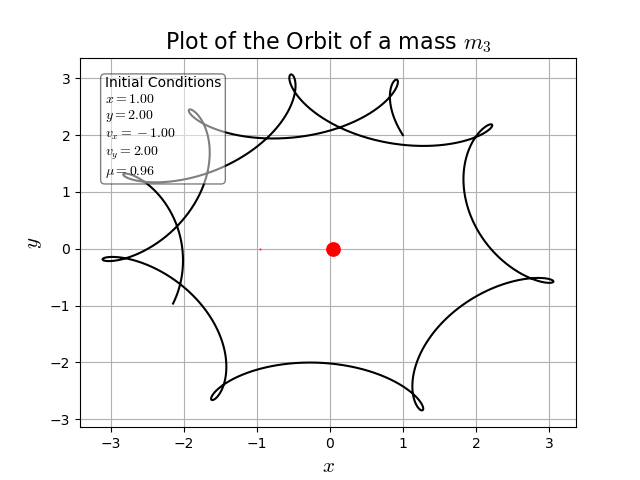 Plot of the Orbit of a mass m₃
Initial Conditions
x = 1.00
y = 2.00
vₓ = −1.00
v_y = 2.00
μ = 0.96
3
2
1
0
−1
−2
−3
y
−3 −2 −1 0 1 2 3
x